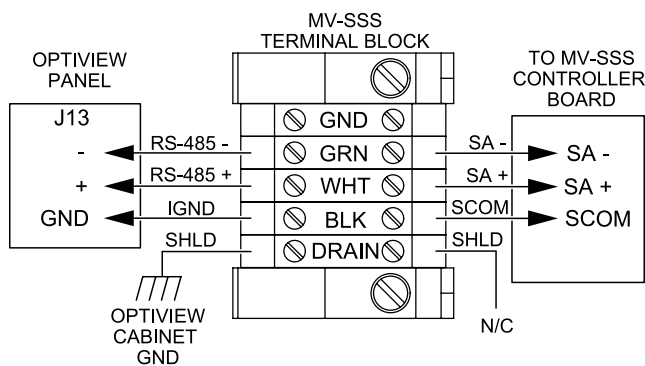 MV-SSS
TERMINAL BLOCK
OPTIVIEW
PANEL
TO MV-SSS
CONTROLLER
BOARD
J13
GND
RS-485 -
GRN
SA -
SA -
-
RS-485 +
WHT
SA +
SA +
+
IGND
BLK
SCOM
SCOM
GND
SHLD
DRAIN
SHLD
OPTIVIEW
CABINET
GND
N/C